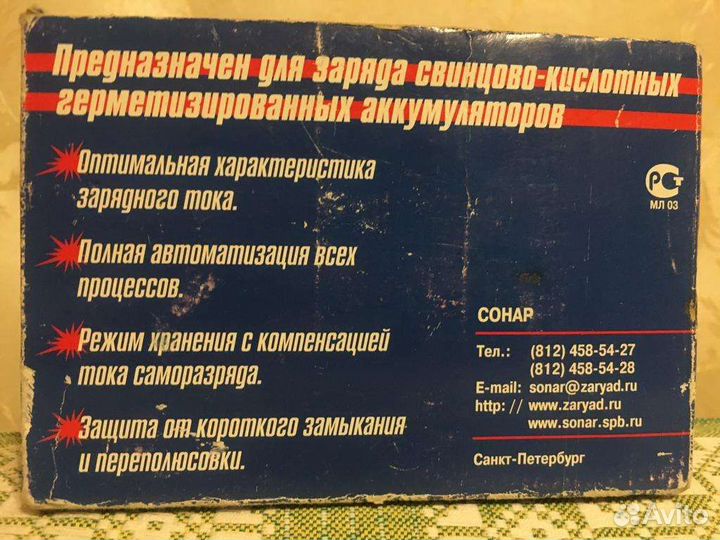 Предназначен для заряда свинцово-кислотных
герметизированных аккумуляторов
Оптимальная характеристика
зарядного тока.
Полная автоматизация всех
процессов.
Режим хранения с компенсацией
тока саморазряда.
Защита от короткого замыкания
и переполюсовки.
РСТ
МЛ 03
СОНАР
Тел.: (812) 458-54-27
(812) 458-54-28
E-mail: sonar@zaryad.ru
http: // www.zaryad.ru
www.sonar.spb.ru
Санкт-Петербург
Avito